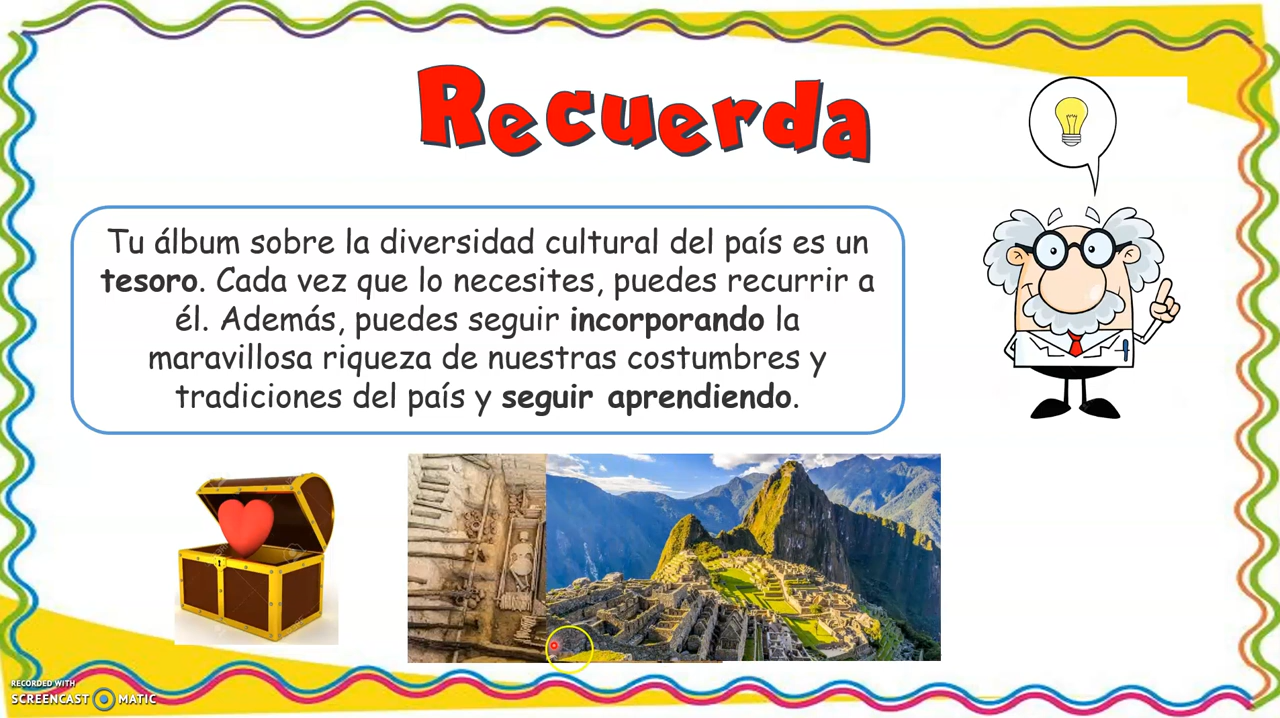 Recuerda
Tu álbum sobre la diversidad cultural del país es un
tesoro. Cada vez que lo necesites, puedes recurrir a
él. Además, puedes seguir incorporando la
maravillosa riqueza de nuestras costumbres y
tradiciones del país y seguir aprendiendo.
RECORDED WITH
SCREENCAST MATIC